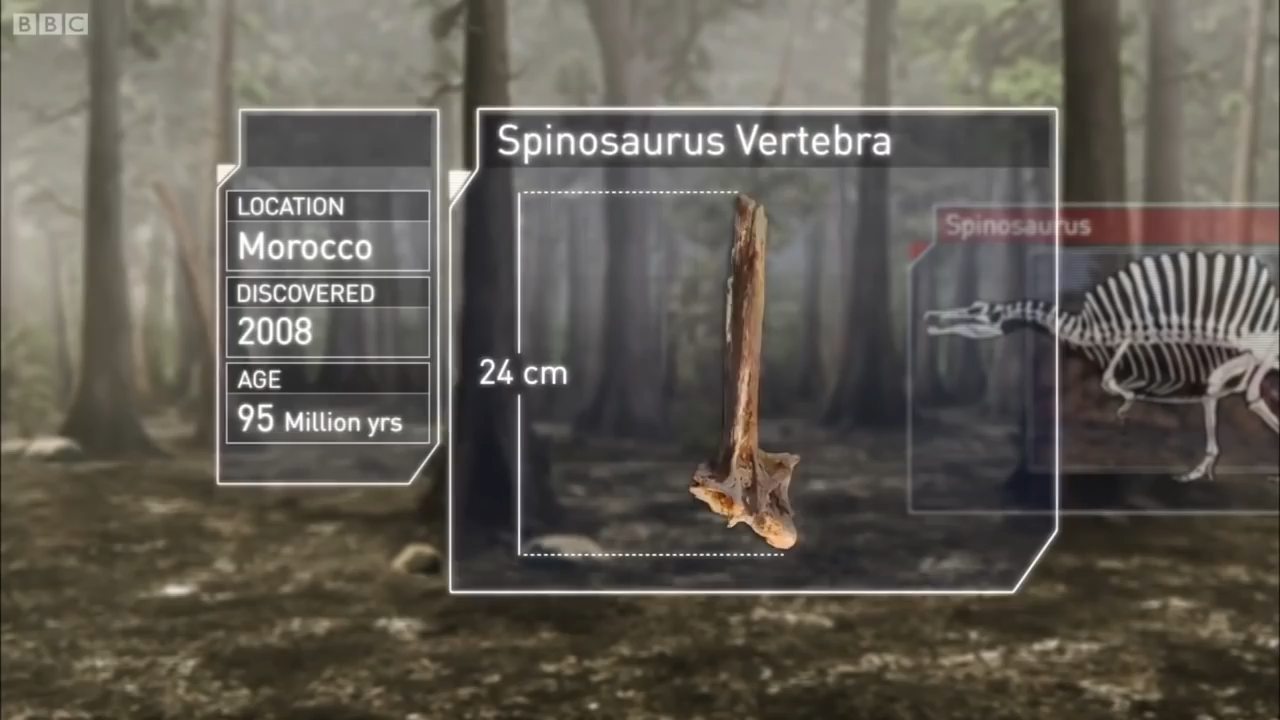 BBC
LOCATION
Morocco
DISCOVERED
2008
AGE
95 Million yrs
Spinosaurus Vertebra
24 cm
Spinosaurus